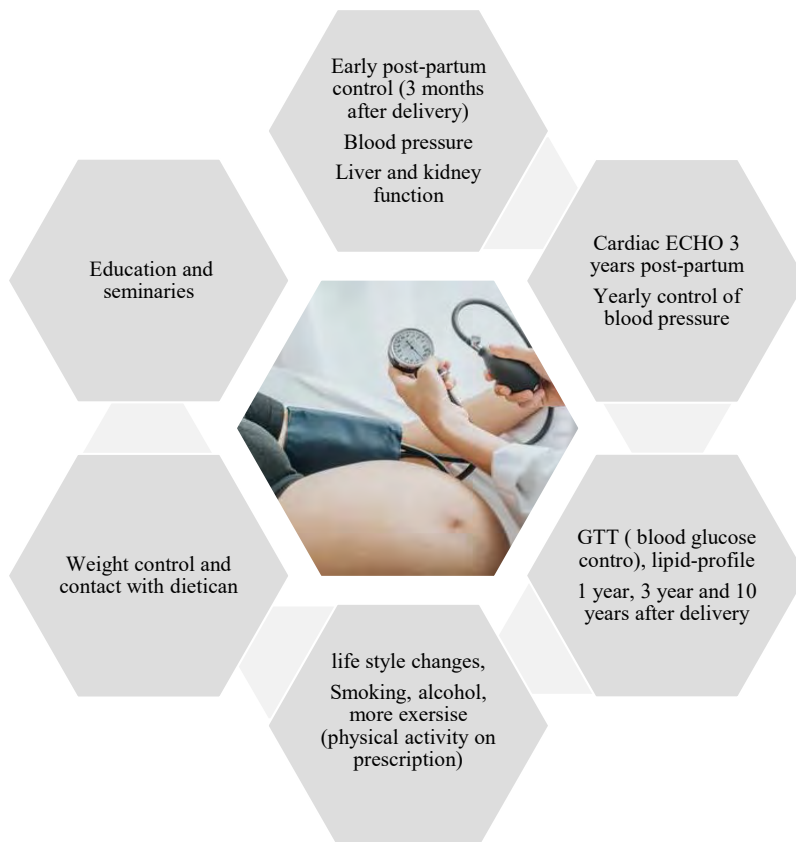 Early post-partum
control (3 months
after delivery)
Blood pressure
Liver and kidney
function
Cardiac ECHO 3
years post-partum
Yearly control of
blood pressure
GTT ( blood glucose
contro), lipid-profile
1 year, 3 year and 10
years after delivery
life style changes,
Smoking, alcohol,
more exersise
(physical activity on
prescription)
Weight control and
contact with dietican
Education and
seminaries